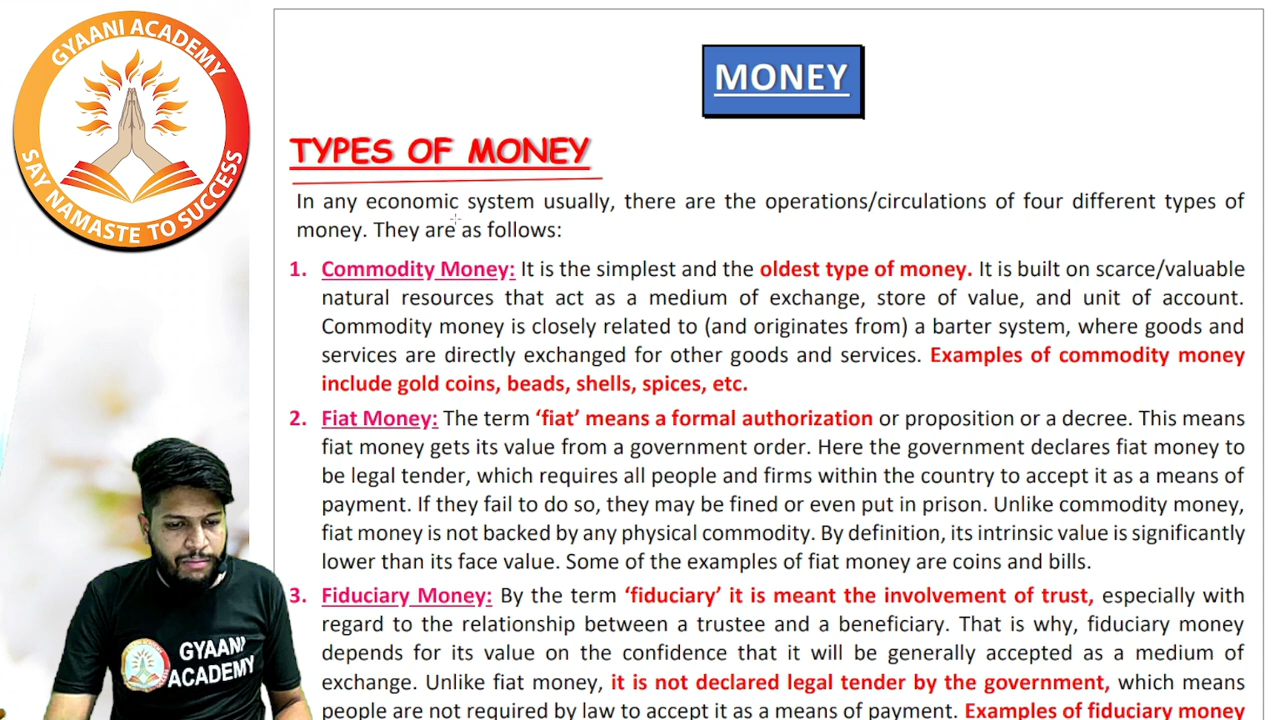 GYAANI ACADEMY
SAY NAMASTE TO SUCCESS
MONEY
TYPES OF MONEY
In any economic system usually, there are the operations/circulations of four different types of
money. They are as follows:
1. Commodity Money: It is the simplest and the oldest type of money. It is built on scarce/valuable
natural resources that act as a medium of exchange, store of value, and unit of account.
Commodity money is closely related to (and originates from) a barter system, where goods and
services are directly exchanged for other goods and services. Examples of commodity money
include gold coins, beads, shells, spices, etc.
2. Fiat Money: The term ‘fiat’ means a formal authorization or proposition or a decree. This means
fiat money gets its value from a government order. Here the government declares fiat money to
be legal tender, which requires all people and firms within the country to accept it as a means of
payment. If they fail to do so, they may be fined or even put in prison. Unlike commodity money,
fiat money is not backed by any physical commodity. By definition, its intrinsic value is significantly
lower than its face value. Some of the examples of fiat money are coins and bills.
3. Fiduciary Money: By the term ‘fiduciary’ it is meant the involvement of trust, especially with
regard to the relationship between a trustee and a beneficiary. That is why, fiduciary money
depends for its value on the confidence that it will be generally accepted as a medium of
exchange. Unlike fiat money, it is not declared legal tender by the government, which means
people are not required by law to accept it as a means of payment. Examples of fiduciary money
GYAANI
ACADEMY